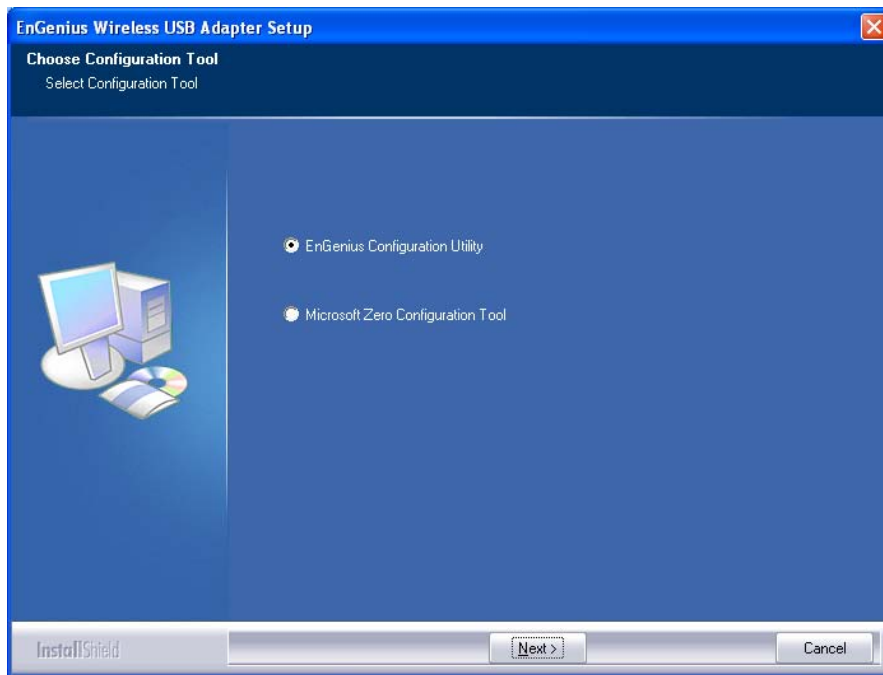 EnGenius Wireless USB Adapter Setup
Choose Configuration Tool
Select Configuration Tool
EnGenius Configuration Utility
Microsoft Zero Configuration Tool
InstallShield
Next >
Cancel